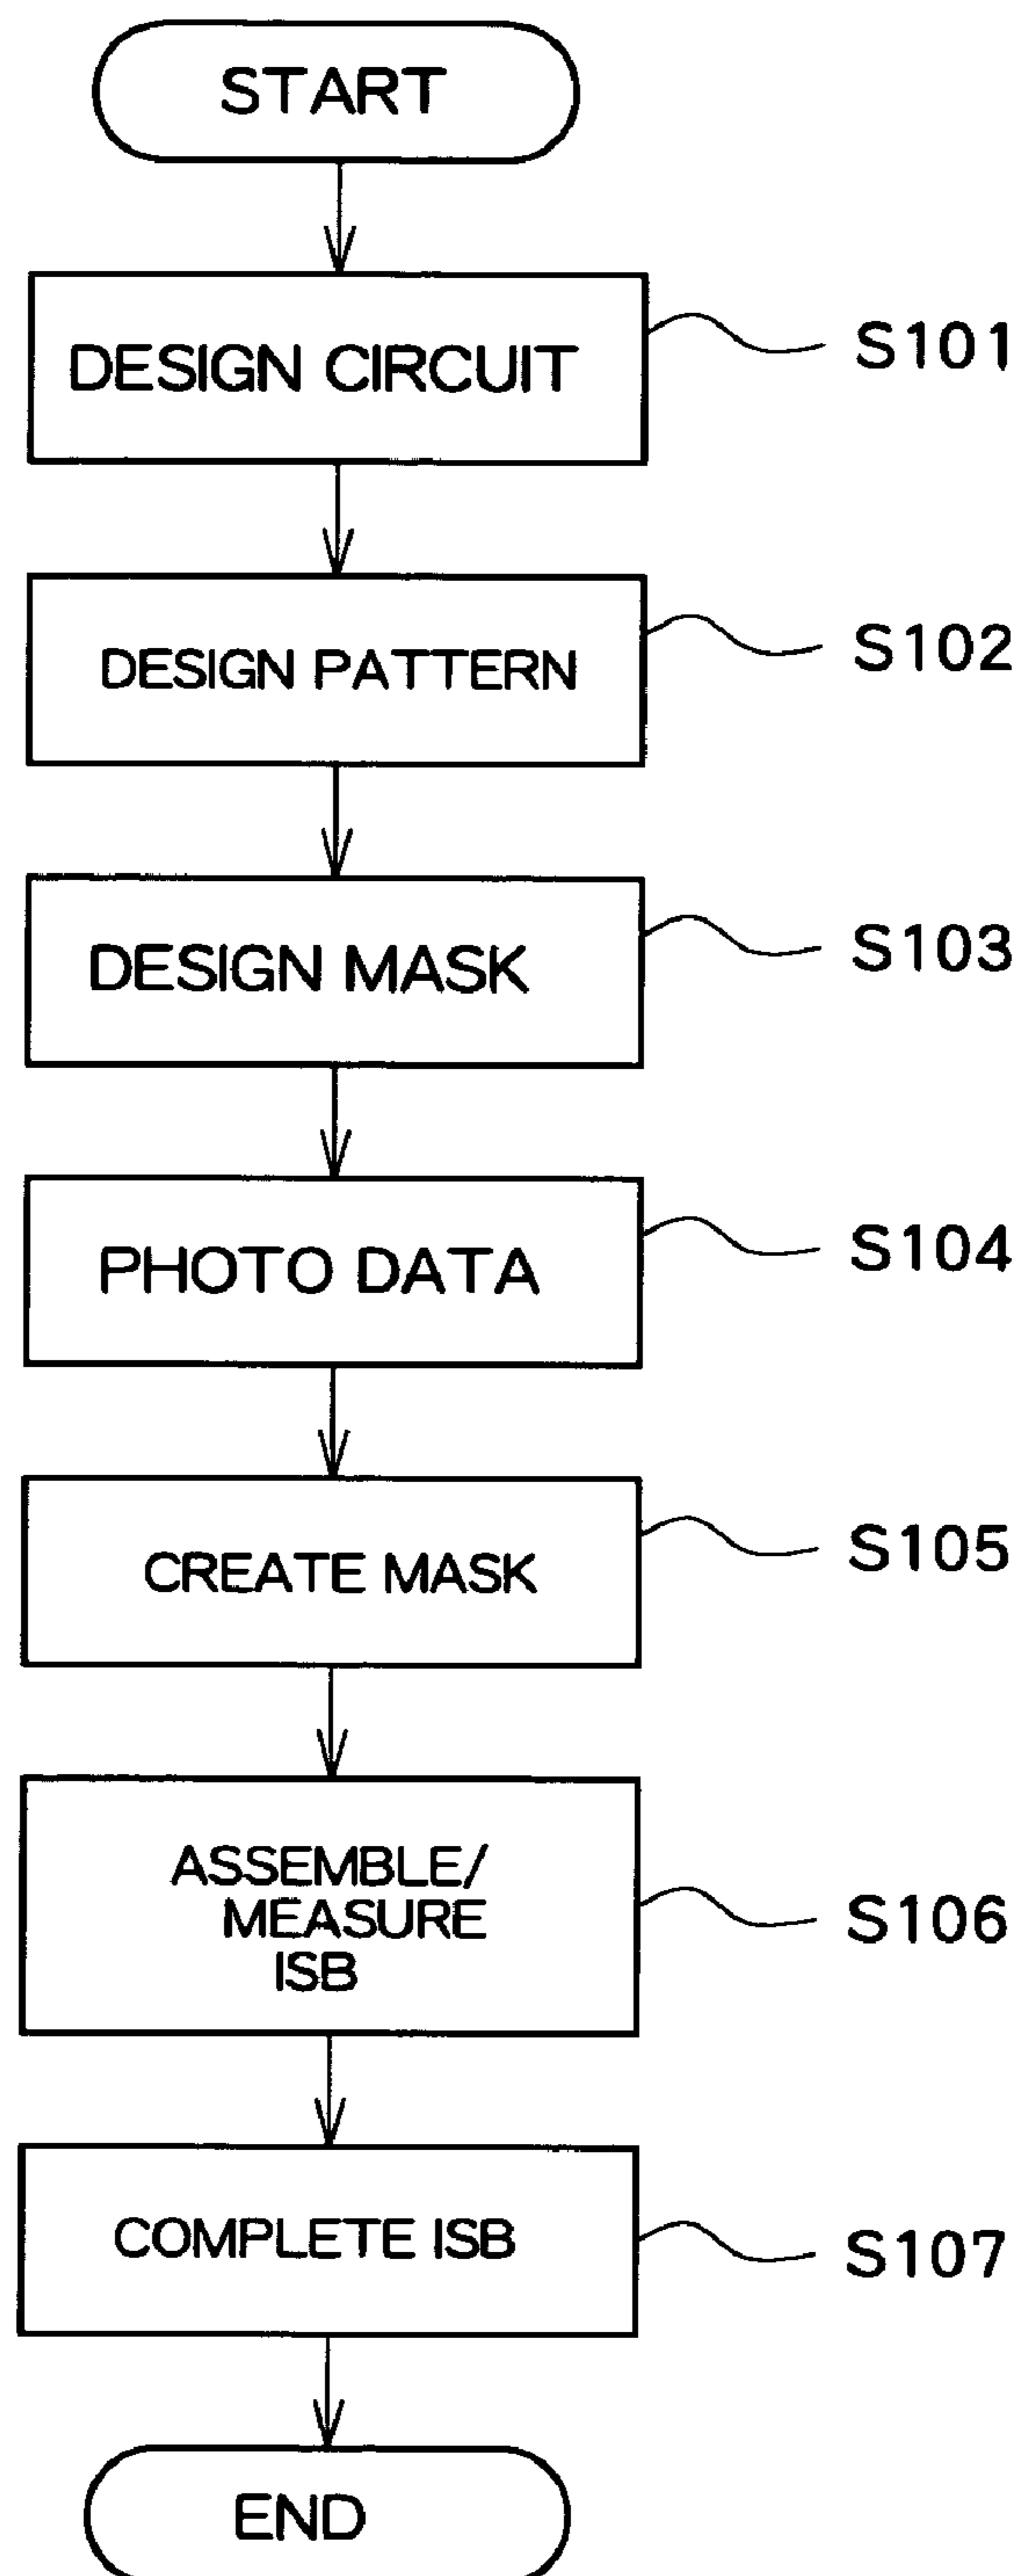 START
DESIGN CIRCUIT
S101
DESIGN PATTERN
S102
DESIGN MASK
S103
PHOTO DATA
S104
CREATE MASK
S105
ASSEMBLE/
MEASURE
ISB
S106
COMPLETE ISB
S107
END